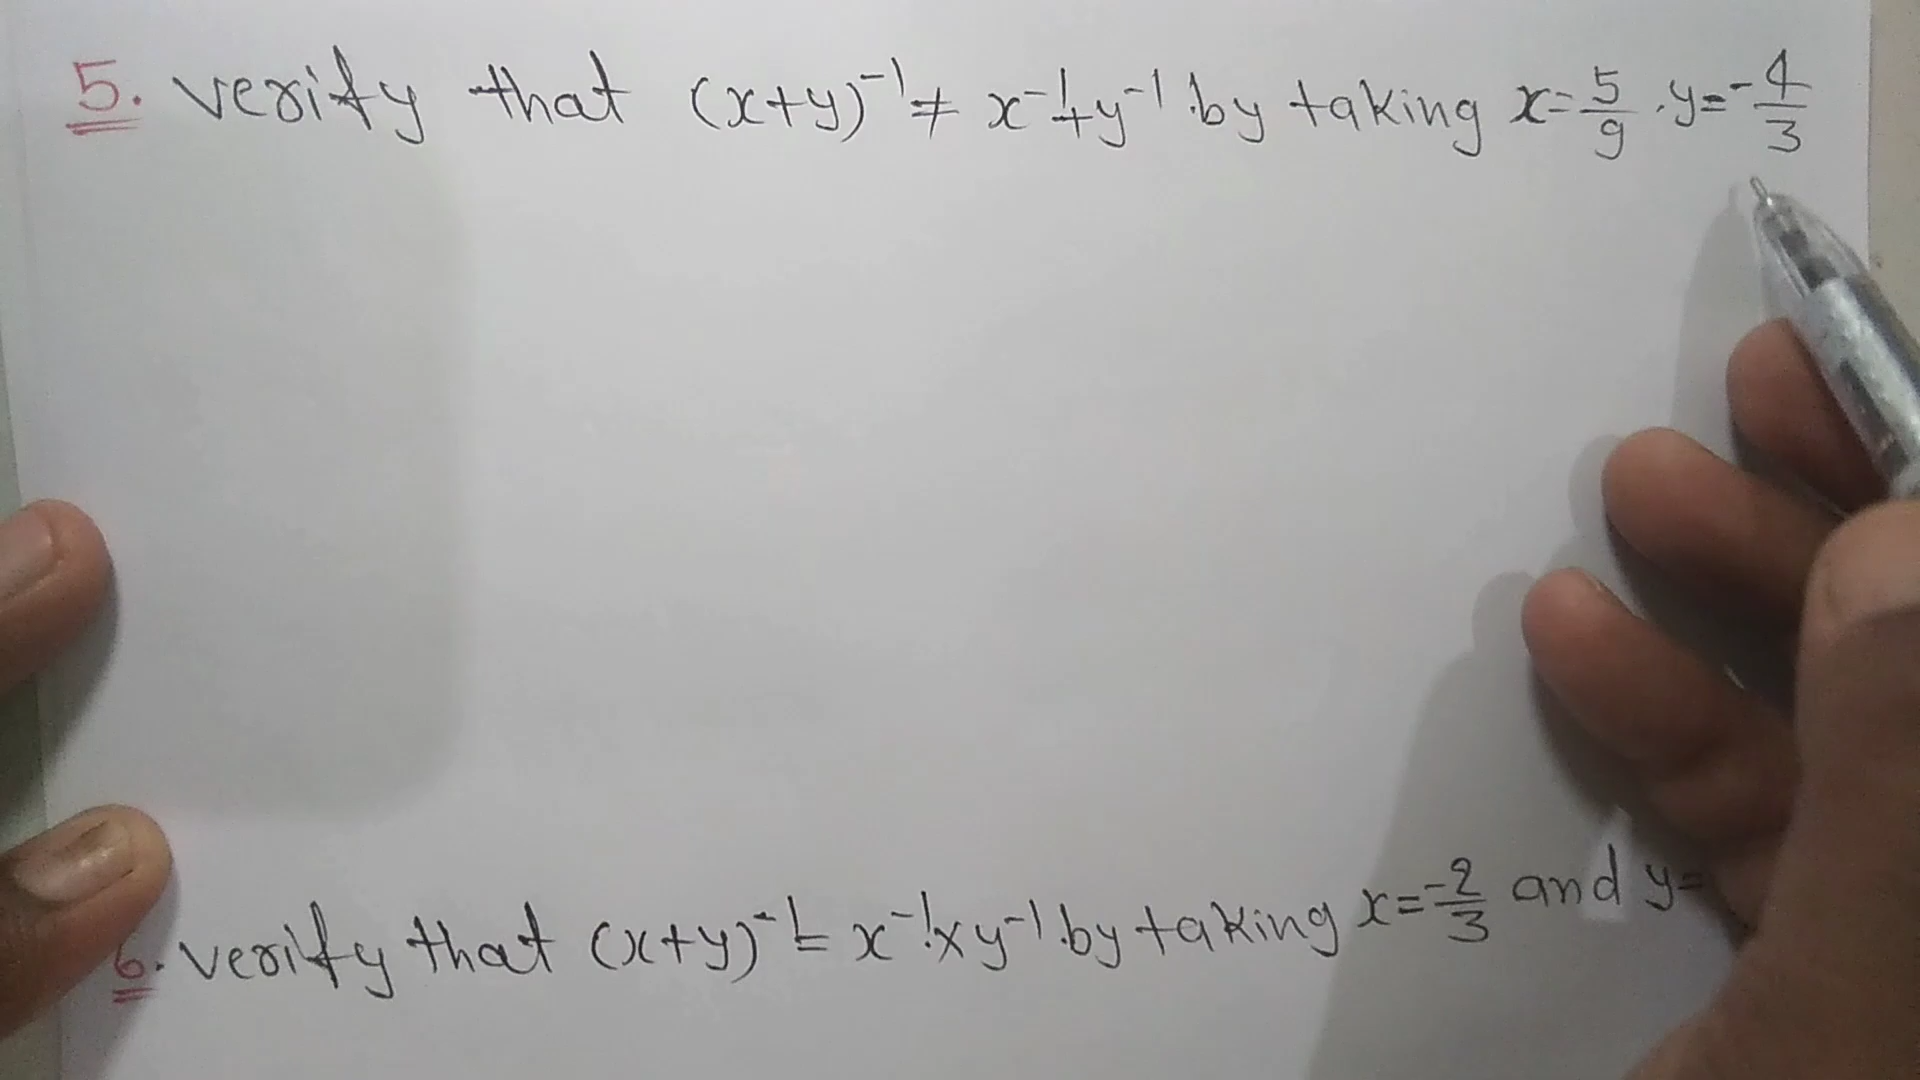 5. verify that (x+y)⁻¹ ≠ x⁻¹+y⁻¹ by taking x=5/9 . y=-4/3
6. verify that (x+y)⁻¹ = x⁻¹×y⁻¹ by taking x=-2/3 and y=